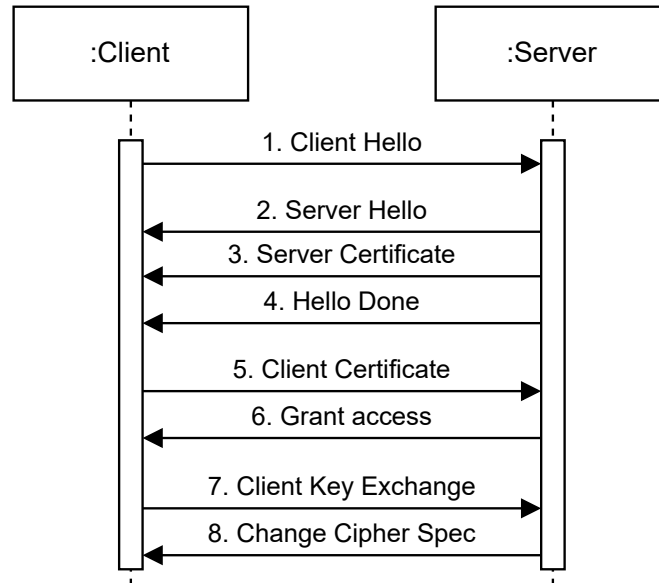 :Client
:Server
1. Client Hello
2. Server Hello
3. Server Certificate
4. Hello Done
5. Client Certificate
6. Grant access
7. Client Key Exchange
8. Change Cipher Spec